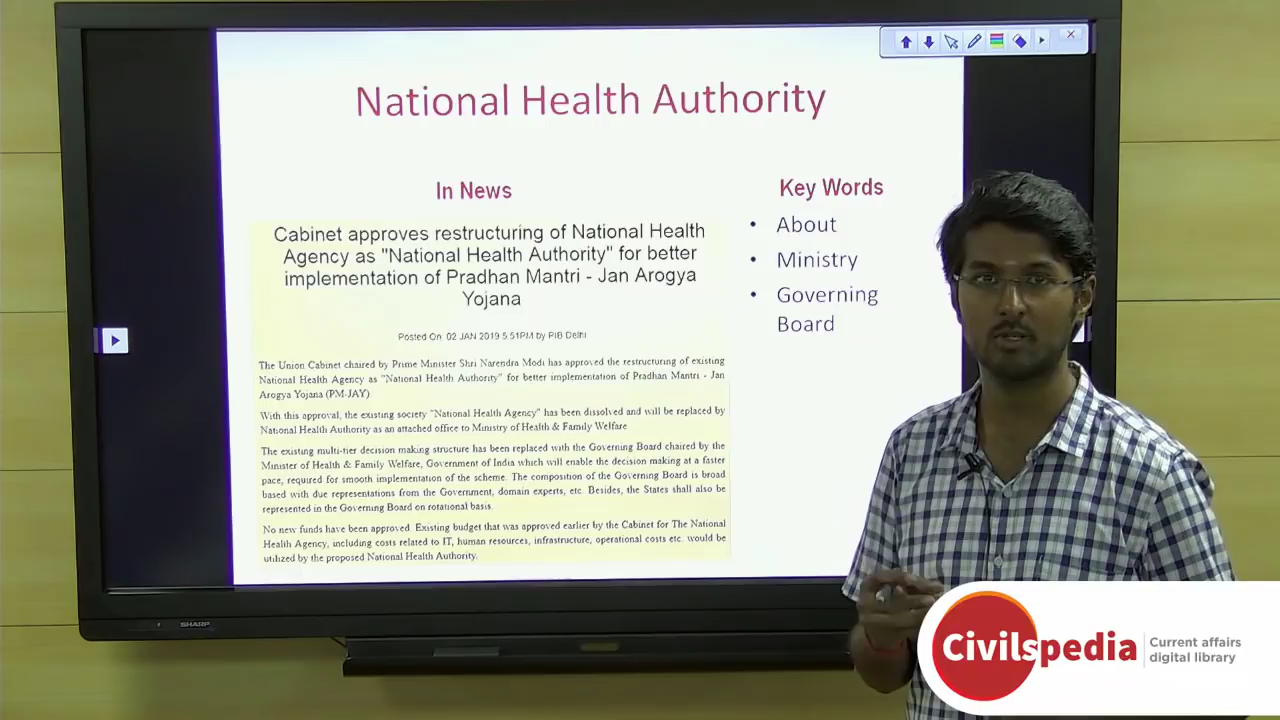 National Health Authority
In News
Cabinet approves restructuring of National Health
Agency as "National Health Authority" for better
implementation of Pradhan Mantri - Jan Arogya
Yojana
Posted On: 02 JAN 2019 5:51PM by PIB Delhi
The Union Cabinet chaired by Prime Minister Shri Narendra Modi has approved the restructuring of existing
National Health Agency as "National Health Authority" for better implementation of Pradhan Mantri - Jan
Arogya Yojana (PM-JAY)
With this approval, the existing society "National Health Agency" has been dissolved and will be replaced by
National Health Authority as an attached office to Ministry of Health & Family Welfare
The existing multi-tier decision making structure has been replaced with the Governing Board chaired by the
Minister of Health & Family Welfare, Government of India which will enable the decision making at a faster
pace, required for smooth implementation of the scheme. The composition of the Governing Board is broad
based with due representations from the Government, domain experts, etc. Besides, the States shall also be
represented in the Governing Board on rotational basis.
No new funds have been approved. Existing budget that was approved earlier by the Cabinet for The National
Health Agency, including costs related to IT, human resources, infrastructure, operational costs etc. would be
utilized by the proposed National Health Authority.
Key Words
• About
• Ministry
• Governing
Board
SHARP
Civilspedia
Current affairs
digital library